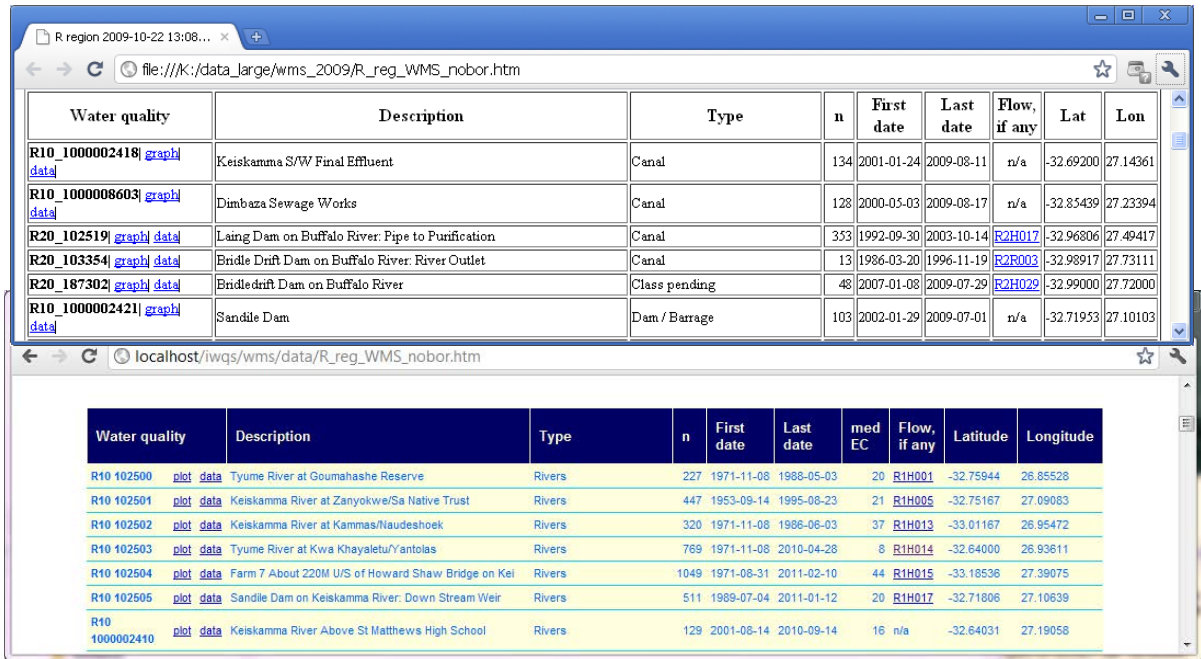 R region 2009-10-22 13:08...
file:///K:/data_large/wms_2009/R_reg_WMS_nobor.htm
Water quality Description Type n First date Last date Flow, if any Lat Lon
R10_1000002418| graph| data| Keiskamma S/W Final Effluent Canal 134 2001-01-24 2009-08-11 n/a -32.69200 27.14361
R10_1000008603| graph| data| Dimbaza Sewage Works Canal 128 2000-05-03 2009-08-17 n/a -32.85439 27.23394
R20_102519| graph| data| Laing Dam on Buffalo River: Pipe to Purification Canal 353 1992-09-30 2003-10-14 R2H017 -32.96806 27.49417
R20_103354| graph| data| Bridle Drift Dam on Buffalo River: River Outlet Canal 13 1986-03-20 1996-11-19 R2R003 -32.98917 27.73111
R20_187302| graph| data| Bridledrift Dam on Buffalo River Class pending 48 2007-01-08 2009-07-29 R2H029 -32.99000 27.72000
R10_1000002421| graph| data| Sandile Dam Dam / Barrage 103 2002-01-29 2009-07-01 n/a -32.71953 27.10103
localhost/iwqs/wms/data/R_reg_WMS_nobor.htm
Water quality Description Type n First date Last date med EC Flow, if any Latitude Longitude
R10 102500 plot data Tyume River at Goumahashe Reserve Rivers 227 1971-11-08 1988-05-03 20 R1H001 -32.75944 26.85528
R10 102501 plot data Keiskamma River at Zanyokwe/Sa Native Trust Rivers 447 1953-09-14 1995-08-23 21 R1H005 -32.75167 27.09083
R10 102502 plot data Keiskamma River at Kammas/Naudeshoek Rivers 320 1971-11-08 1986-06-03 37 R1H013 -33.01167 26.95472
R10 102503 plot data Tyume River at Kwa Khayaletu/Yantolas Rivers 769 1971-11-08 2010-04-28 8 R1H014 -32.64000 26.93611
R10 102504 plot data Farm 7 About 220M U/S of Howard Shaw Bridge on Kei Rivers 1049 1971-08-31 2011-02-10 44 R1H015 -33.18536 27.39075
R10 102505 plot data Sandile Dam on Keiskamma River: Down Stream Weir Rivers 511 1989-07-04 2011-01-12 20 R1H017 -32.71806 27.10639
R10 1000002410 plot data Keiskamma River Above St Matthews High School Rivers 129 2001-08-14 2010-09-14 16 n/a -32.64031 27.19058